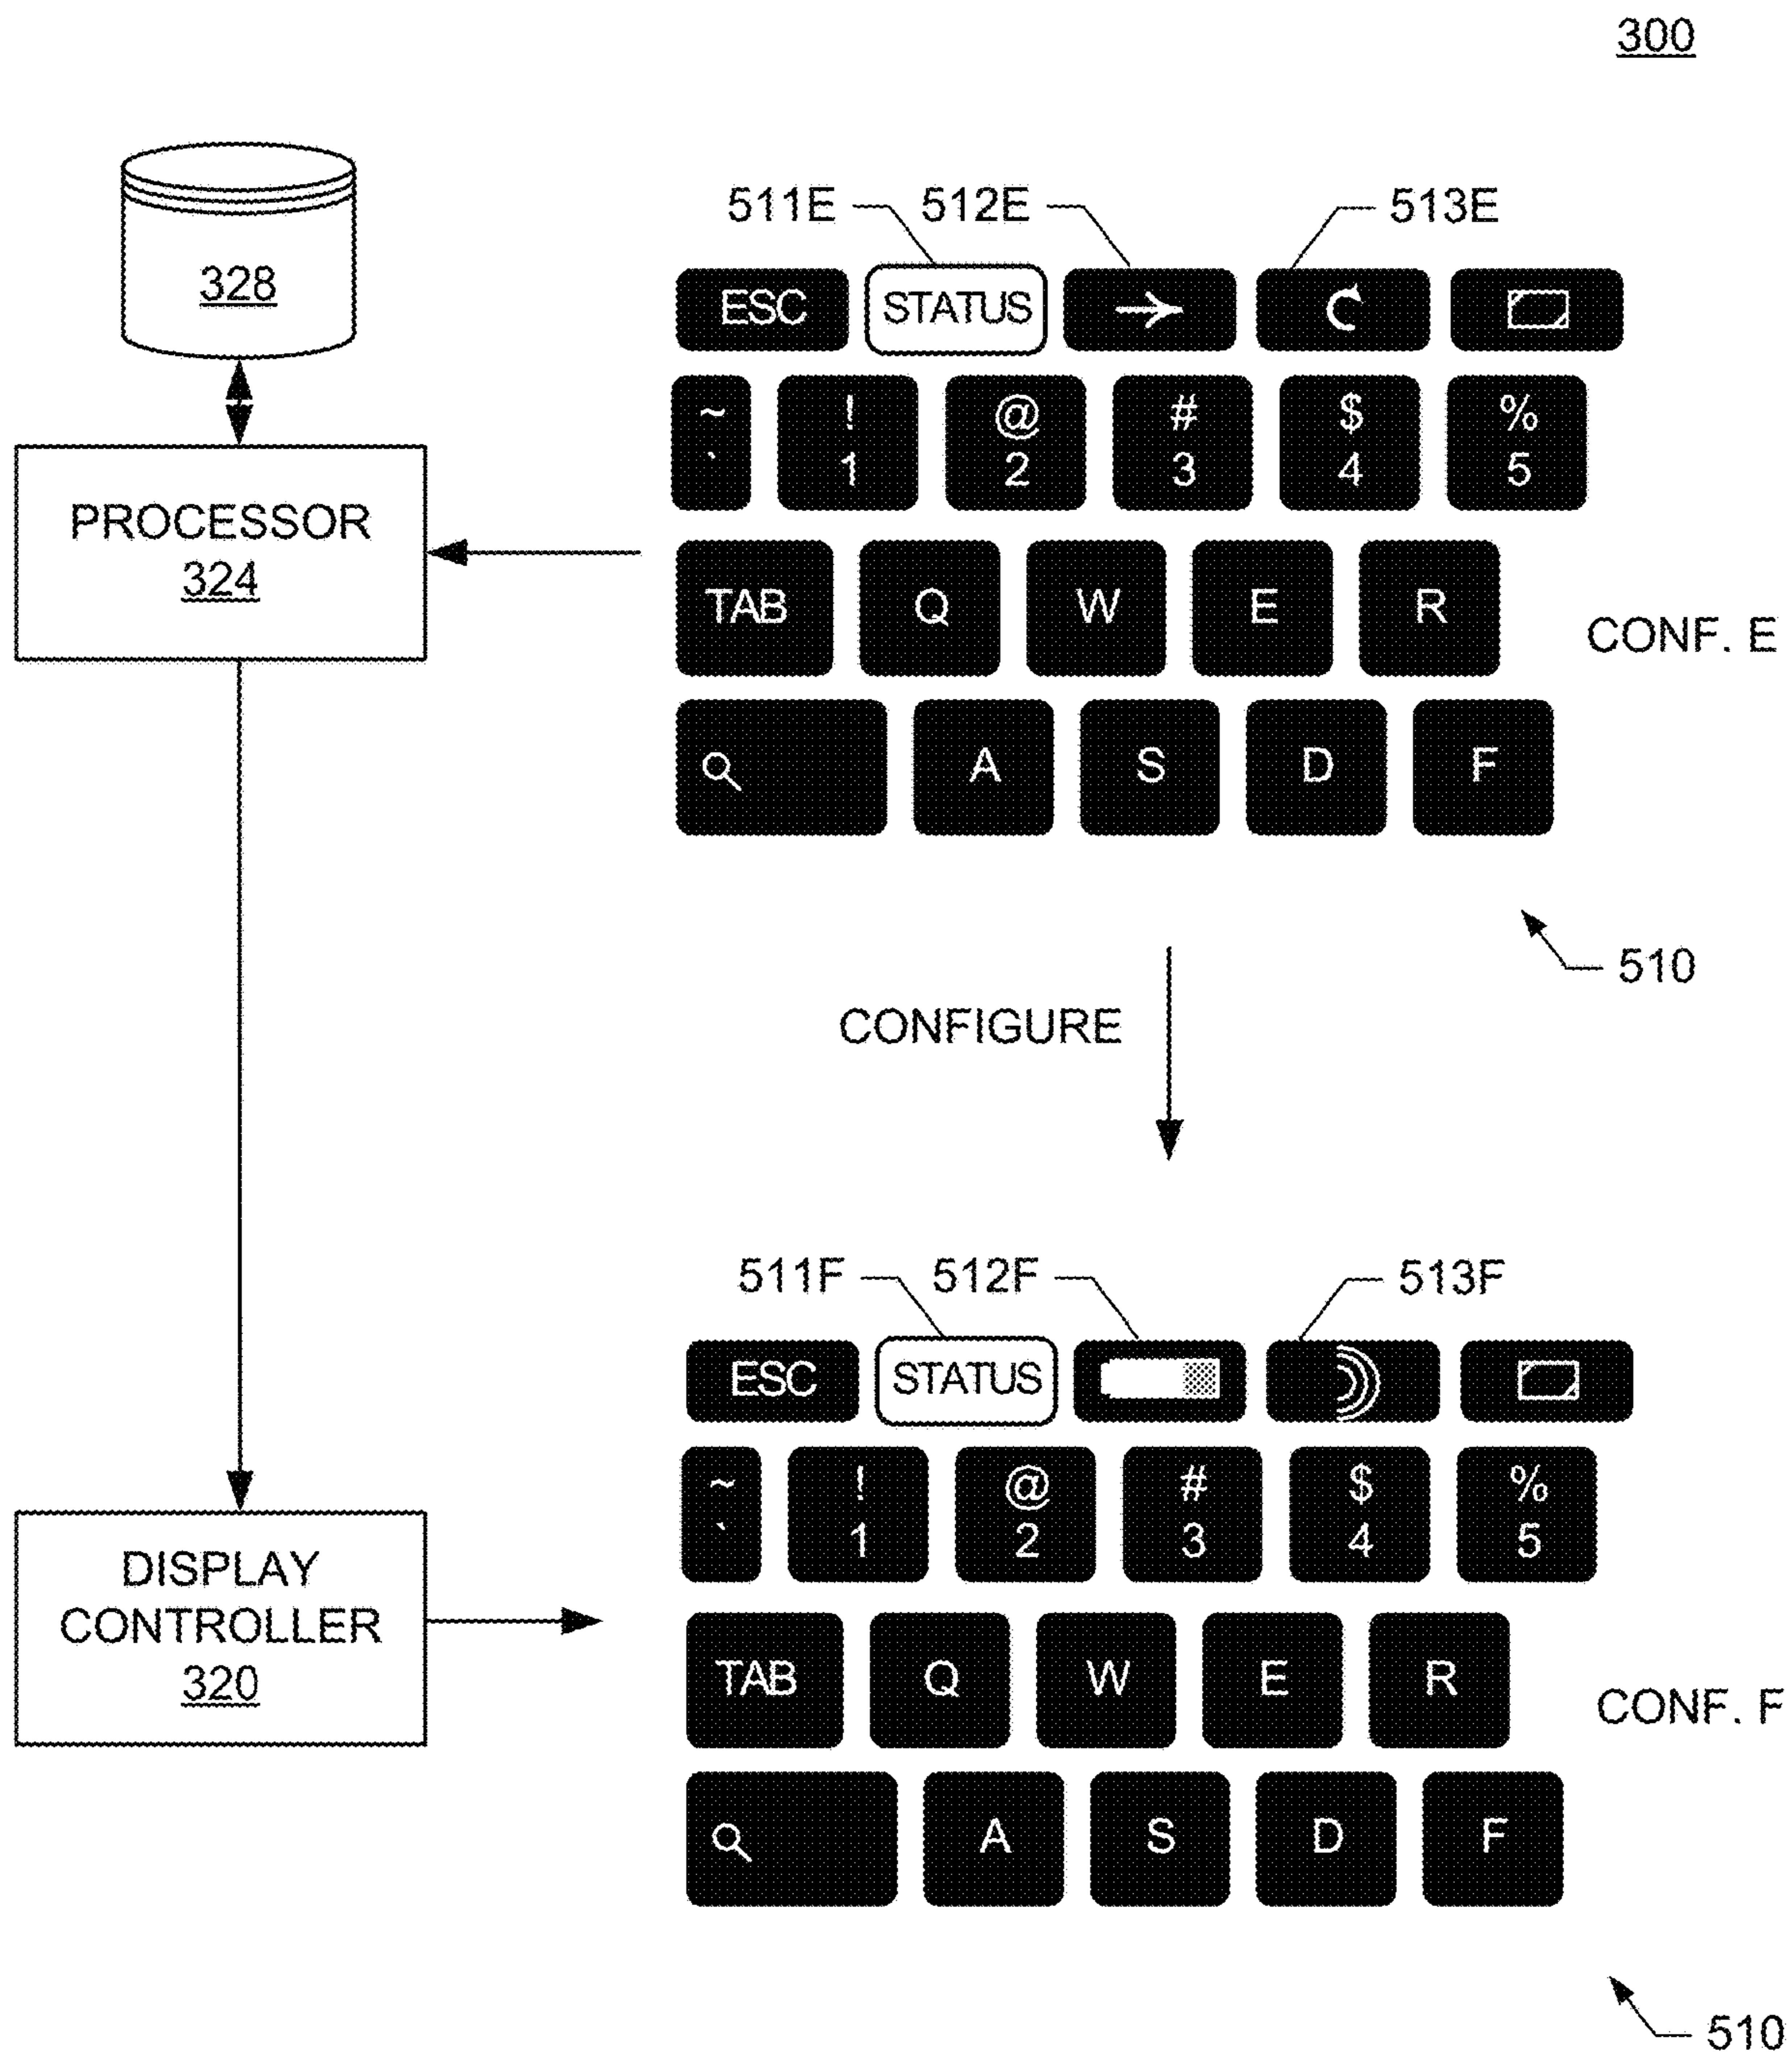 300
328
PROCESSOR
324
511E 512E 513E
ESC STATUS
~ ! @ # $ %
` 1 2 3 4 5
TAB Q W E R
CONF. E
A S D F
510
CONFIGURE
511F 512F 513F
ESC STATUS
~ ! @ # $ %
` 1 2 3 4 5
DISPLAY
CONTROLLER
320
TAB Q W E R
CONF. F
A S D F
510